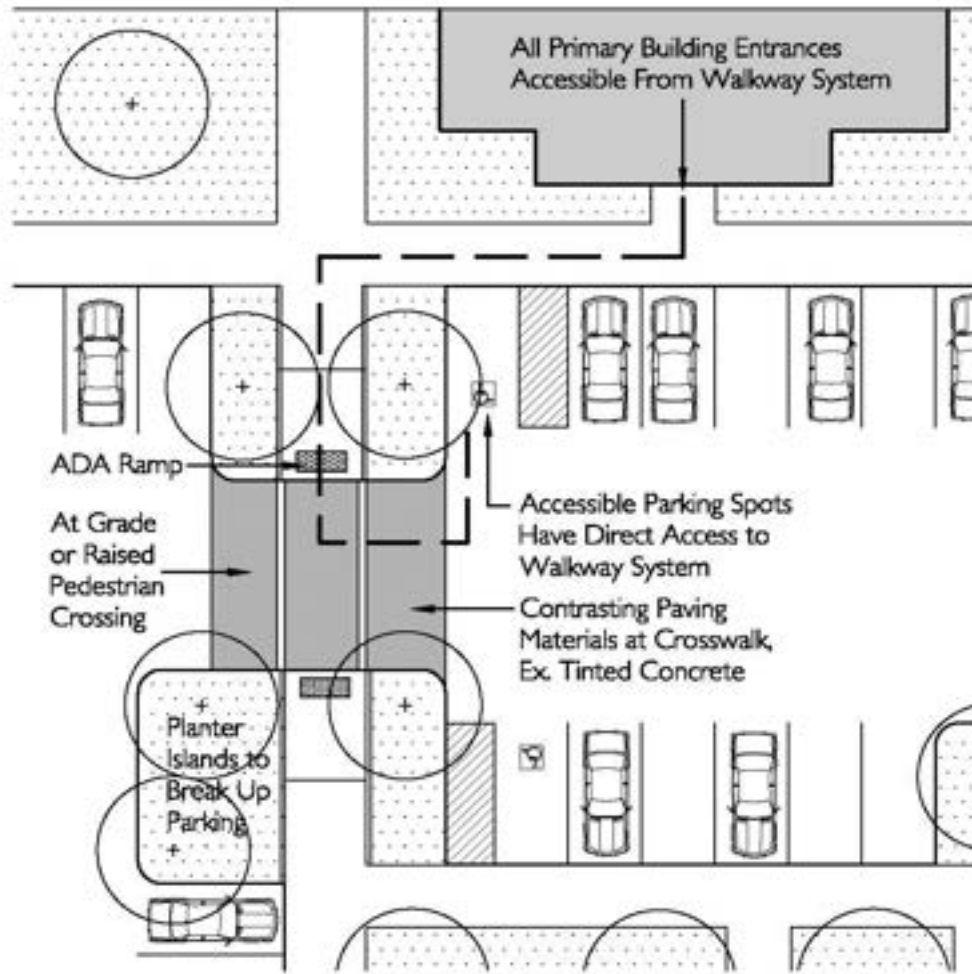 All Primary Building Entrances
Accessible From Walkway System
ADA Ramp
At Grade
or Raised
Pedestrian
Crossing
Accessible Parking Spots
Have Direct Access to
Walkway System
Contrasting Paving
Materials at Crosswalk,
Ex. Tinted Concrete
Planter
Islands to
Break Up
Parking